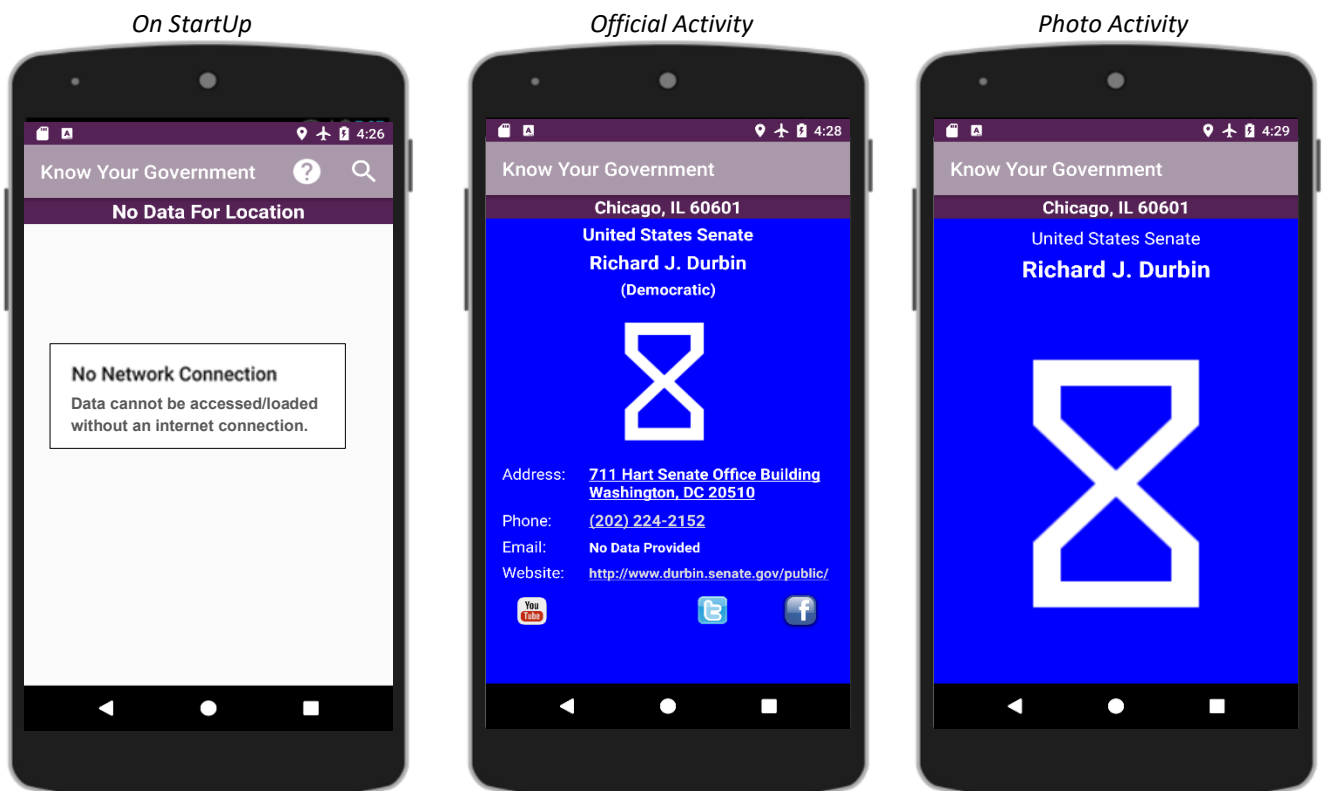 On StartUp
4:26
Know Your Government ?
No Data For Location
No Network Connection
Data cannot be accessed/loaded
without an internet connection.
Official Activity
A
4:28
Know Your Government
Chicago, IL 60601
United States Senate
Richard J. Durbin
(Democratic)
Address: 711 Hart Senate Office Building
Washington, DC 20510
Phone: (202) 224-2152
Email: No Data Provided
Website: http://www.durbin.senate.gov/public/
You
Tube
t f
Photo Activity
A
4:29
Know Your Government
Chicago, IL 60601
United States Senate
Richard J. Durbin